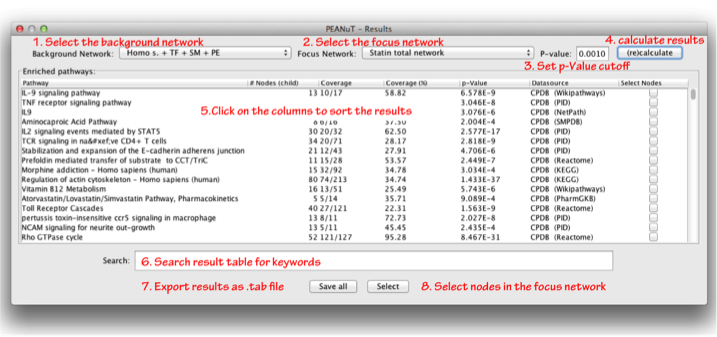 PEANuT - Results
1. Select the background network 2. Select the focus network 4. calculate results
Background Network: Homo s. + TF + SM + PE Focus Network: Statin total network P-value: 0.0010 (re)calculate
3. Set p-Value cutoff
Enriched pathways:
Pathway # Nodes (child) Coverage Coverage (%) p-Value Datasource Select Nodes
IL-9 signaling pathway 13 10/17 58.82 6.578E-9 CPDB (Wikipathways)
TNF receptor signaling pathway 3.046E-8 CPDB (PID)
IL9 3.076E-6 CPDB (NetPath)
5.Click on the columns to sort the results
Aminocaproic Acid Pathway 8 6/16 37.50 2.004E-4 CPDB (SMPDB)
IL2 signaling events mediated by STAT5 30 20/32 62.50 2.577E-17 CPDB (PID)
TCR signaling in na&#xef;ve CD4+ T cells 34 20/71 28.17 2.818E-9 CPDB (PID)
Stabilization and expansion of the E-cadherin adherens junction 21 12/43 27.91 4.706E-6 CPDB (PID)
Prefoldin mediated transfer of substrate to CCT/TriC 11 15/28 53.57 2.449E-7 CPDB (Reactome)
Morphine addiction - Homo sapiens (human) 15 32/92 34.78 3.034E-4 CPDB (KEGG)
Regulation of actin cytoskeleton - Homo sapiens (human) 80 74/213 34.74 1.433E-37 CPDB (KEGG)
Vitamin B12 Metabolism 16 13/51 25.49 5.743E-6 CPDB (Wikipathways)
Atorvastatin/Lovastatin/Simvastatin Pathway, Pharmacokinetics 5 5/14 35.71 9.089E-4 CPDB (PharmGKB)
Toll Receptor Cascades 40 27/121 22.31 1.563E-9 CPDB (Reactome)
pertussis toxin-insensitive ccr5 signaling in macrophage 13 8/11 72.73 2.027E-8 CPDB (PID)
NCAM signaling for neurite out-growth 13 5/11 45.45 2.435E-4 CPDB (PID)
Rho GTPase cycle 52 121/127 95.28 8.467E-31 CPDB (Reactome)
Search: 6. Search result table for keywords
7. Export results as .tab file Save all Select 8. Select nodes in the focus network